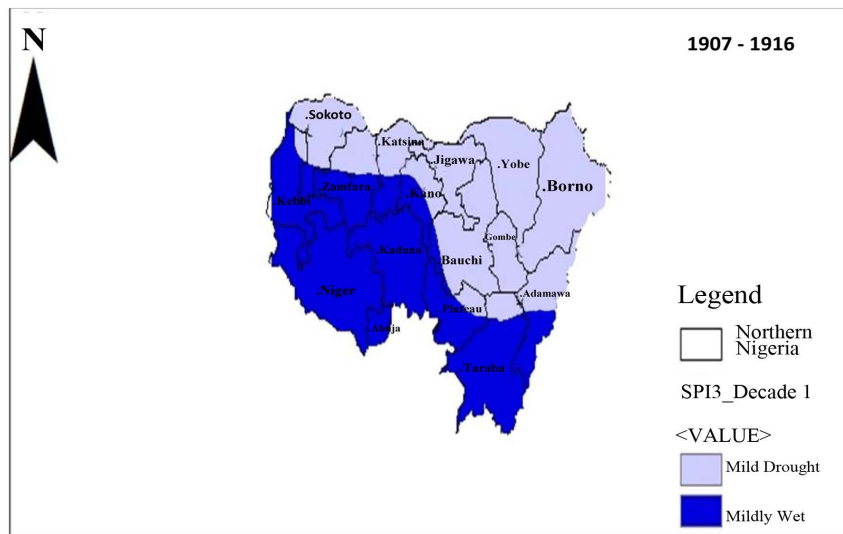 N
1907 - 1916
.Sokoto
.Katsina
.Jigawa
.Yobe
.Borno
.Zamfara
.Kano
.Kebbi
Gombe
.Kaduna
Bauchi
.Niger
.Adamawa
.Plateau
.Abuja
.Taraba
Legend
Northern
Nigeria
SPI3_Decade 1
<VALUE>
Mild Drought
Mildly Wet